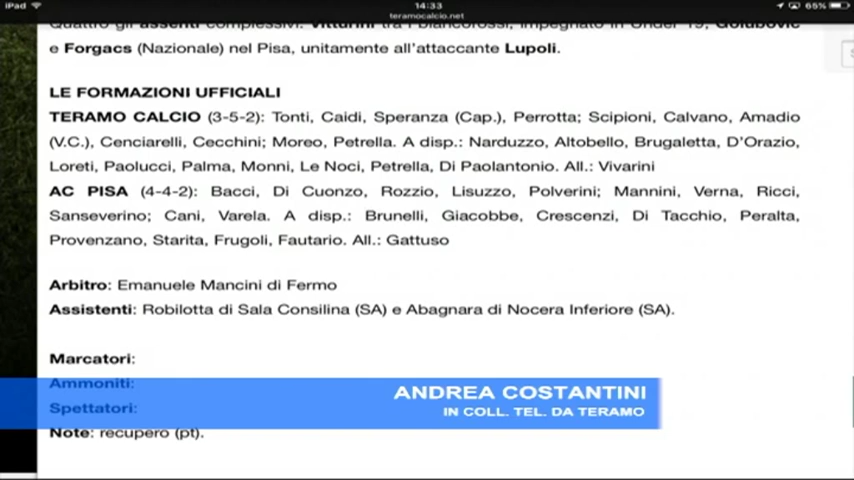 iPad
14:33
65%
teramocalcio.net
Quattro gli assenti complessivi: Vitturini tra i biancorossi, impegnato in Under 19, Golubovic
e Forgacs (Nazionale) nel Pisa, unitamente all'attaccante Lupoli.
LE FORMAZIONI UFFICIALI
TERAMO CALCIO (3-5-2): Tonti, Caidi, Speranza (Cap.), Perrotta; Scipioni, Calvano, Amadio
(V.C.), Cenciarelli, Cecchini; Moreo, Petrella. A disp.: Narduzzo, Altobello, Brugaletta, D'Orazio,
Loreti, Paolucci, Palma, Monni, Le Noci, Petrella, Di Paolantonio. All.: Vivarini
AC PISA (4-4-2): Bacci, Di Cuonzo, Rozzio, Lisuzzo, Polverini; Mannini, Verna, Ricci,
Sanseverino; Cani, Varela. A disp.: Brunelli, Giacobbe, Crescenzi, Di Tacchio, Peralta,
Provenzano, Starita, Frugoli, Fautario. All.: Gattuso
Arbitro: Emanuele Mancini di Fermo
Assistenti: Robilotta di Sala Consilina (SA) e Abagnara di Nocera Inferiore (SA).
Marcatori:
Ammoniti:
Spettatori:
Note: recupero (pt).
ANDREA COSTANTINI
IN COLL. TEL. DA TERAMO